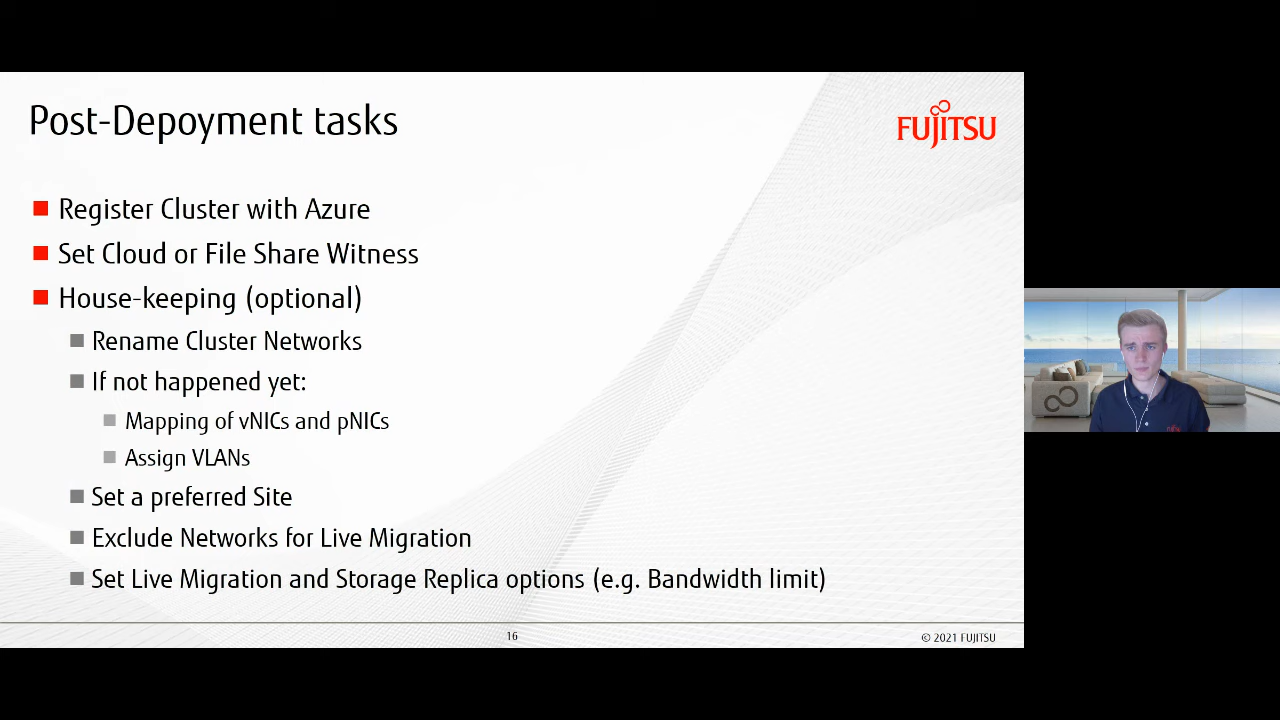 Post-Depoyment tasks
FUJITSU
Register Cluster with Azure
Set Cloud or File Share Witness
House-keeping (optional)
Rename Cluster Networks
If not happened yet:
Mapping of vNICs and pNICs
Assign VLANs
Set a preferred Site
Exclude Networks for Live Migration
Set Live Migration and Storage Replica options (e.g. Bandwidth limit)
16
© 2021 FUJITSU